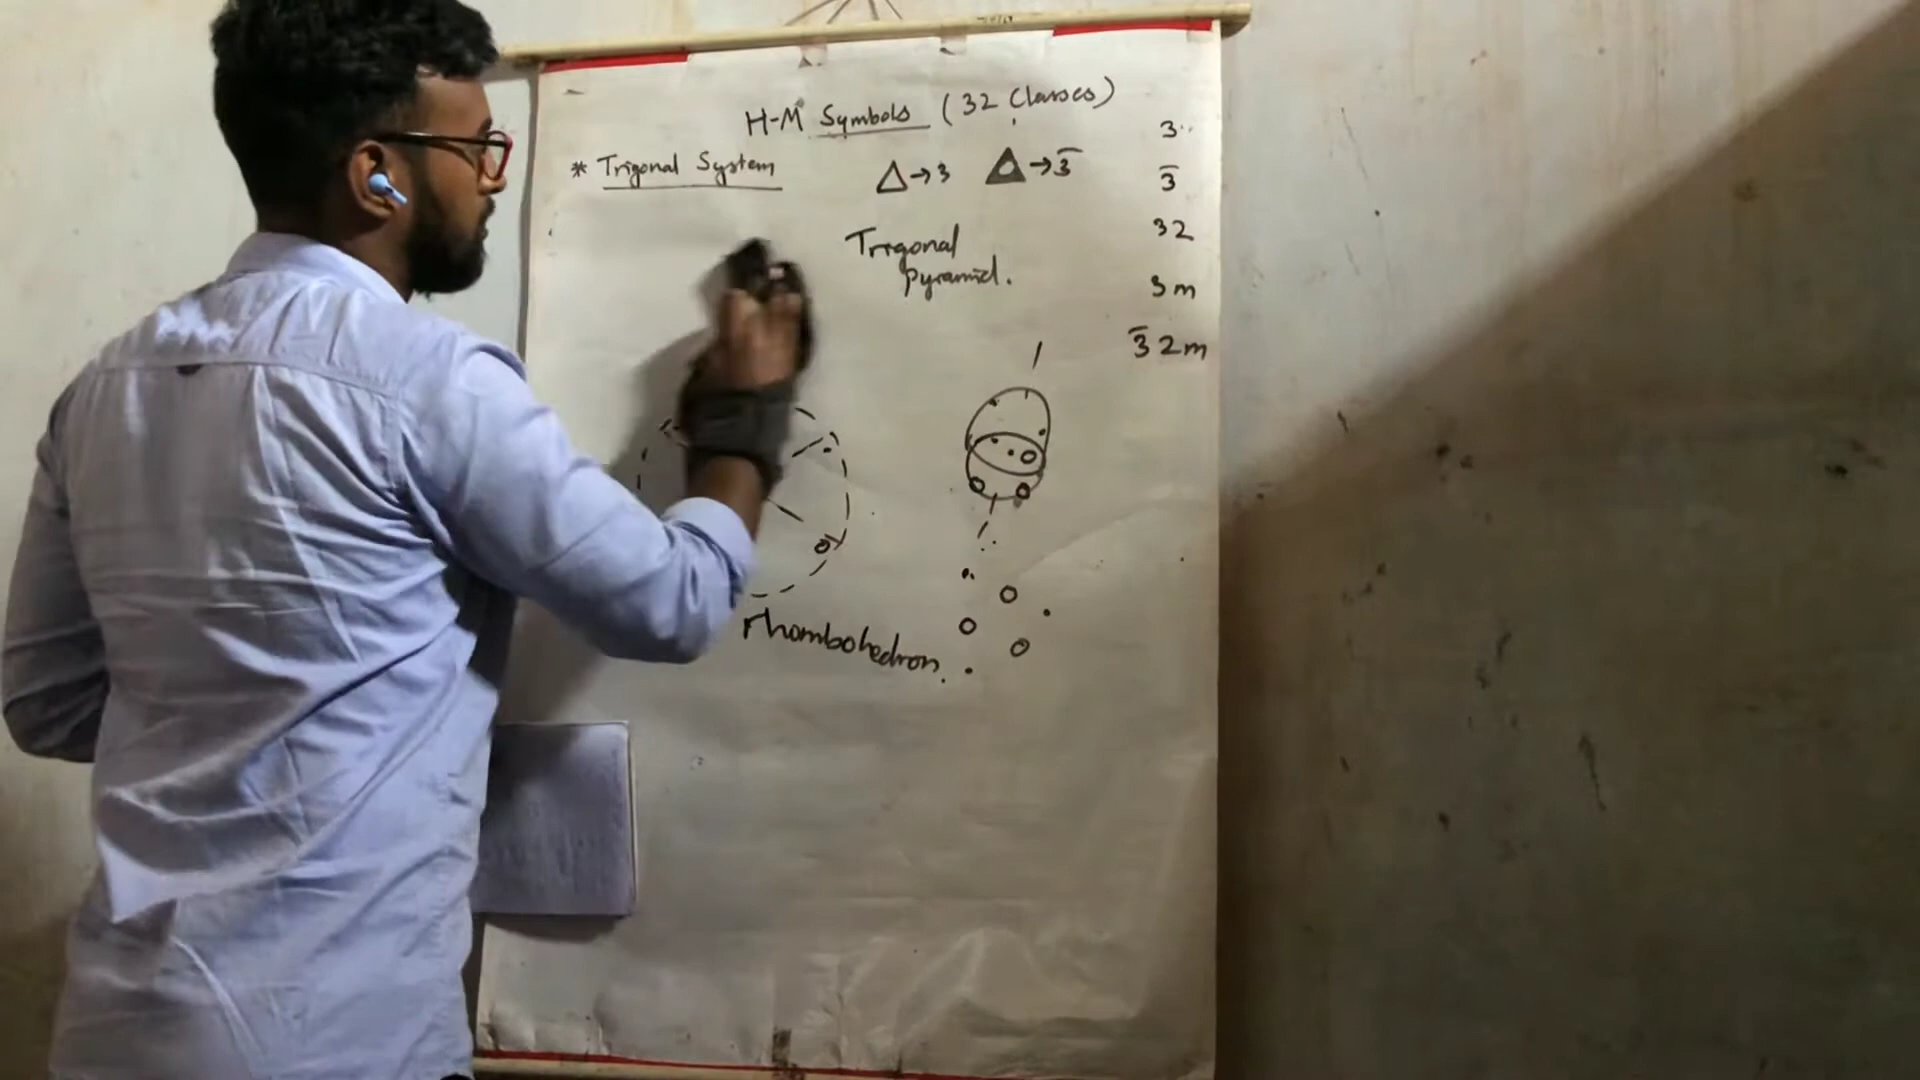 H-M Symbols (32 Classes)
* Trigonal System
△→3 ▲→3̅
Trigonal
pyramid.
3
3̅
32
3m
3̅2m
rhombohedron.